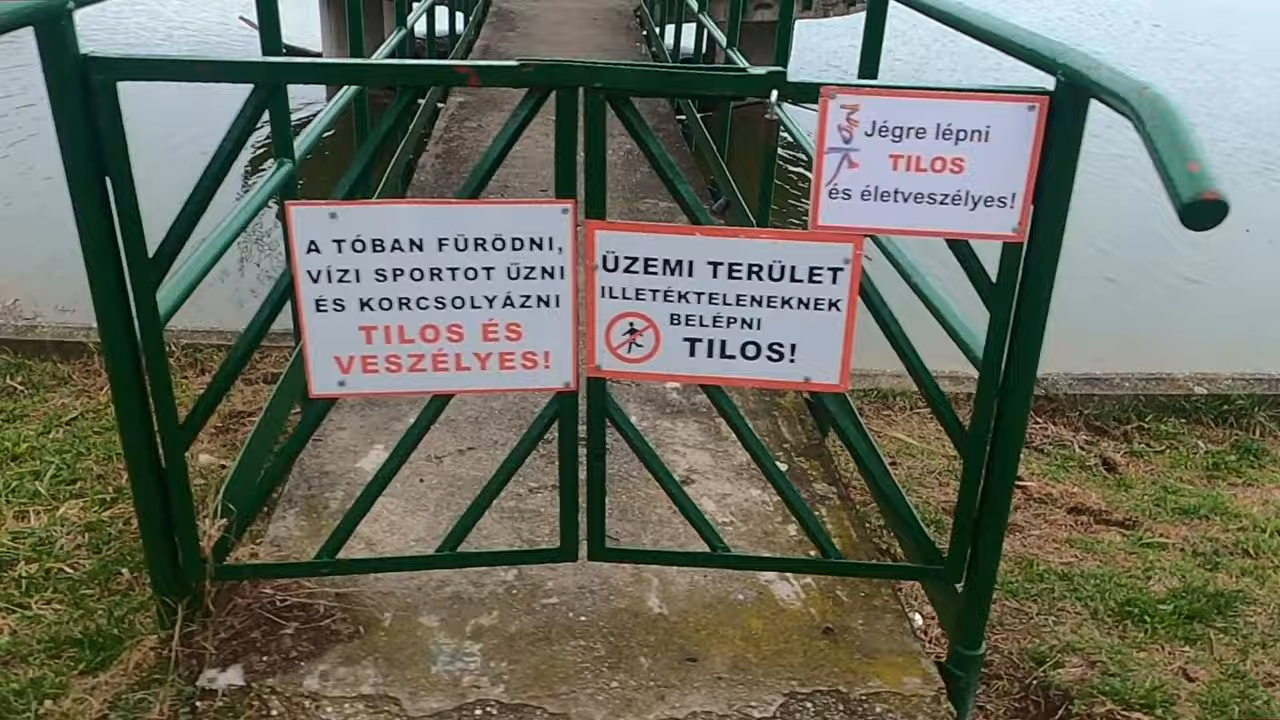 A TÓBAN FÜRÖDNI,
VÍZI SPORTOT ŰZNI
ÉS KORCSOLYÁZNI
TILOS ÉS
VESZÉLYES!
ÜZEMI TERÜLET
ILLETÉKTELENEKNEK
BELÉPNI
TILOS!
Jégre lépni
TILOS
és életveszélyes!